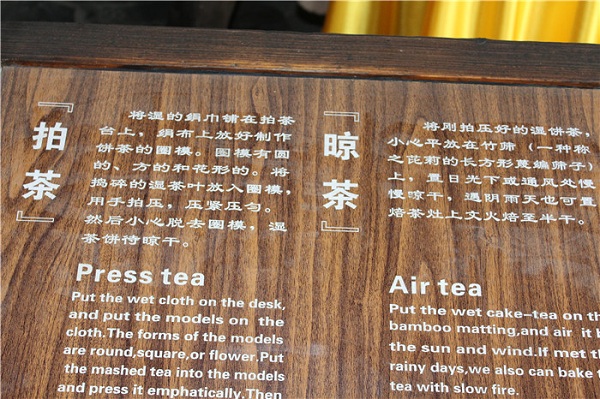 『拍茶』
将湿的绢巾铺在拍茶
台上，绢布上放好制作
饼茶的圈模。圈模有圆
的、方的和花形的。将
捣碎的湿茶叶放入圈模，
用手拍压，压紧压匀。
然后小心脱去圈模，湿
茶饼待晾干。
Press tea
Put the wet cloth on the desk,
and put the models on the
cloth.The forms of the models
are round,square,or flower,Put
the mashed tea into the models
and press it emphatically.Then
『晾茶』
将刚拍压好的湿饼茶，
小心平放在竹筛（一种称
之芘莉的长方形篾编筛子）
上，置日光下或通风处慢
慢晾干，遇阴雨天也可置
焙茶灶上文火焙至半干。
Air tea
Put the wet cake-tea on th
bamboo matting,and air it b
the sun and wind.If met th
rainy days,we also can bake t
tea with slow fire.